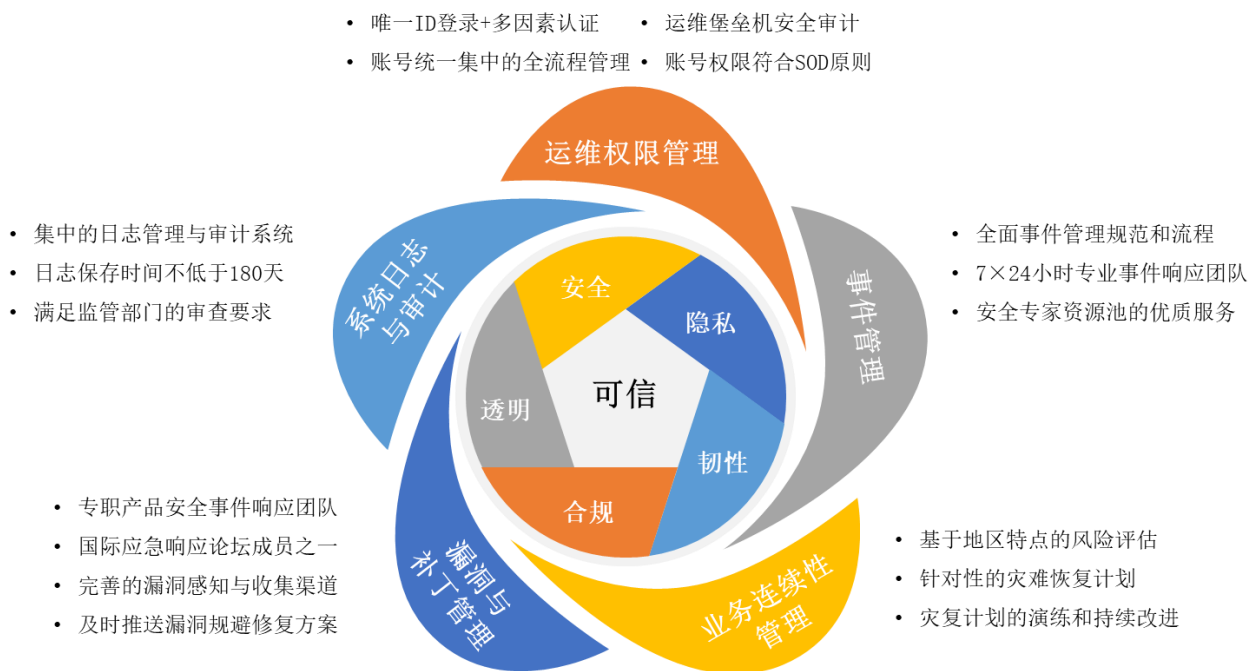 • 唯一ID登录+多因素认证
• 账号统一集中的全流程管理
• 运维堡垒机安全审计
• 账号权限符合SOD原则
运维权限管理
• 集中的日志管理与审计系统
• 日志保存时间不低于180天
• 满足监管部门的审查要求
系统日志
与审计
• 全面事件管理规范和流程
• 7×24小时专业事件响应团队
• 安全专家资源池的优质服务
事件管理
安全
隐私
可信
透明
韧性
合规
• 专职产品安全事件响应团队
• 国际应急响应论坛成员之一
• 完善的漏洞感知与收集渠道
• 及时推送漏洞规避修复方案
漏洞与
补丁管理
业务连续性
管理
• 基于地区特点的风险评估
• 针对性的灾难恢复计划
• 灾复计划的演练和持续改进